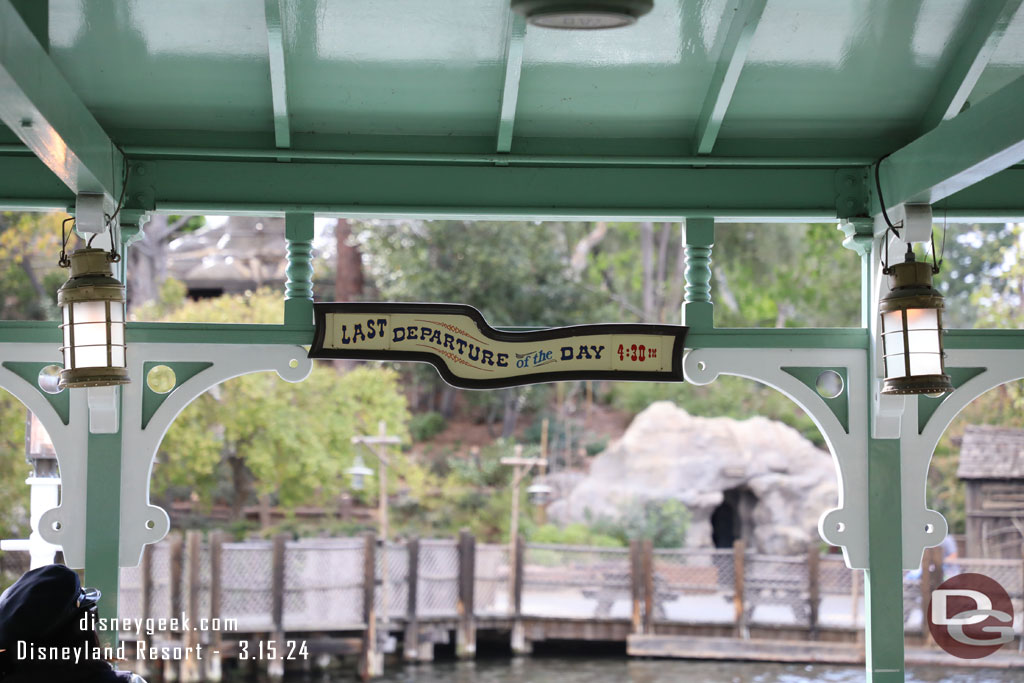 LAST DEPARTURE of the DAY 4:30 PM
disneygeek.com
Disneyland Resort - 3.15.24
DG